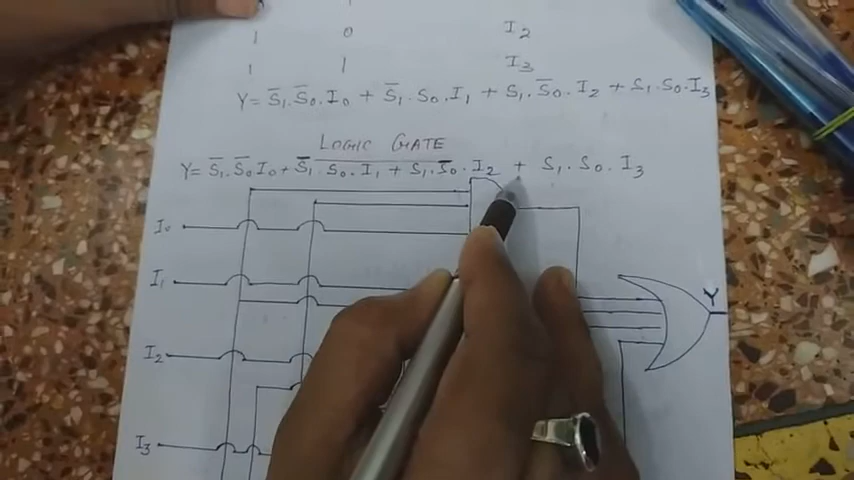 1 0 I2
1 1 I3
Y = S̅1.S̅0.I0 + S̅1.S0.I1 + S1.S̅0.I2 + S1.S0.I3
LOGIC GATE
Y = S̅1.S̅0 I0 + S̅1 S0.I1 + S1.S̅0.I2 + S1.S0.I3
I0
I1
Y
I2
I3